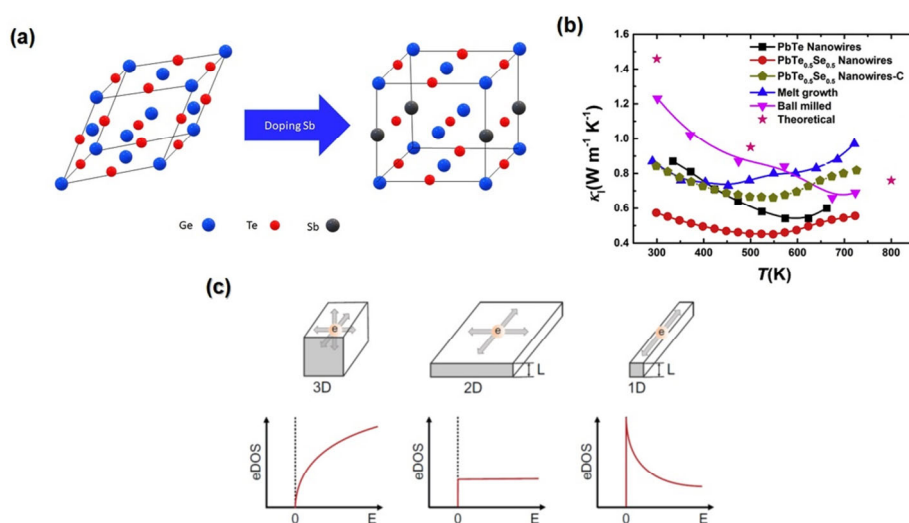 (a)
Doping Sb
Ge
Te
Sb
(b)
PbTe Nanowires
PbTe0.5Se0.5 Nanowires
PbTe0.5Se0.5 Nanowires-C
Melt growth
Ball milled
Theoretical
κl(W m-1 K-1)
1.6
1.4
1.2
1.0
0.8
0.6
0.4
300 400 500 600 700 800
T(K)
(c)
e e e
L L
3D 2D 1D
eDOS eDOS eDOS
0 E 0 E 0 E